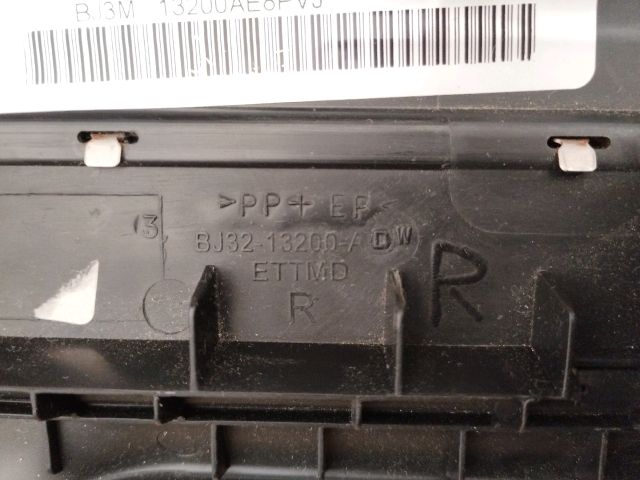 BJ3M 13200AE8PVJ
>PP+EP<
3
BJ32-13200-A DW
ETTMD
R
R